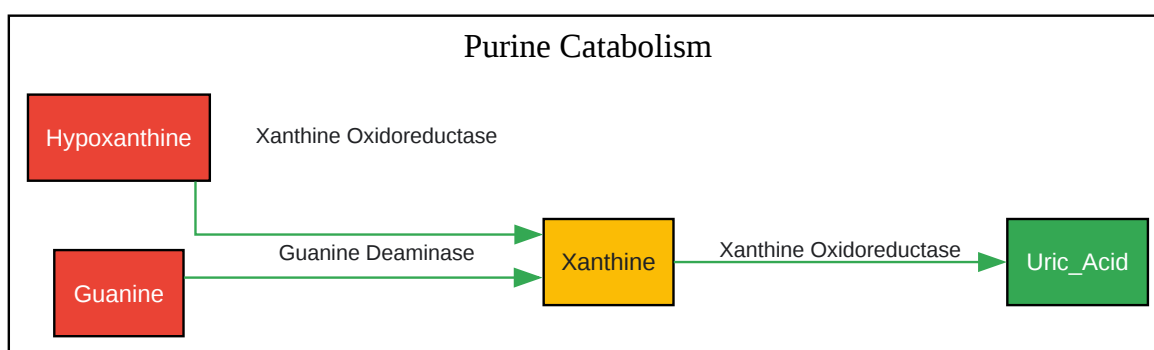 Purine Catabolism
Hypoxanthine
Xanthine Oxidoreductase
Guanine Deaminase
Guanine
Xanthine
Xanthine Oxidoreductase
Uric_Acid